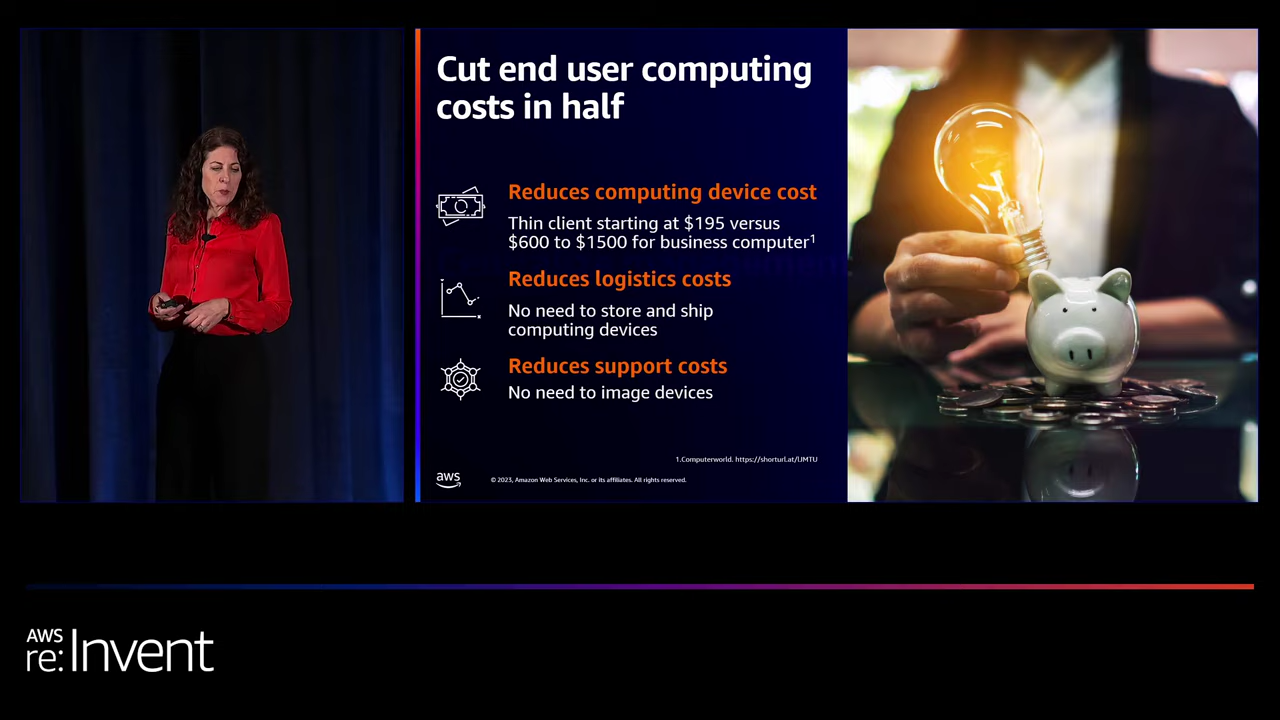 Cut end user computing
costs in half
Reduces computing device cost
Thin client starting at $195 versus
$600 to $1500 for business computer¹
Reduces logistics costs
No need to store and ship
computing devices
Reduces support costs
No need to image devices
1.Computerworld. https://shorturl.at/IJMTU
aws
© 2023, Amazon Web Services, Inc. or its affiliates. All rights reserved.
AWS
re:Invent